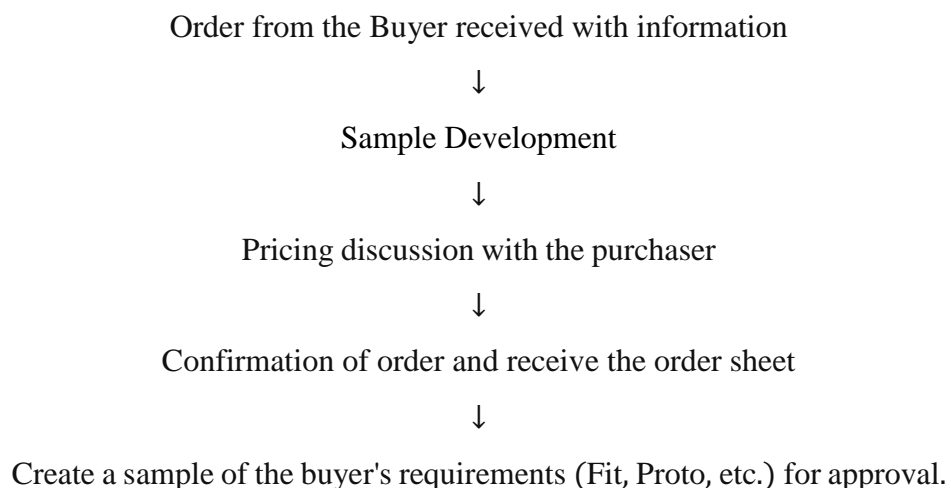 Order from the Buyer received with information
↓
Sample Development
↓
Pricing discussion with the purchaser
↓
Confirmation of order and receive the order sheet
↓
Create a sample of the buyer's requirements (Fit, Proto, etc.) for approval.